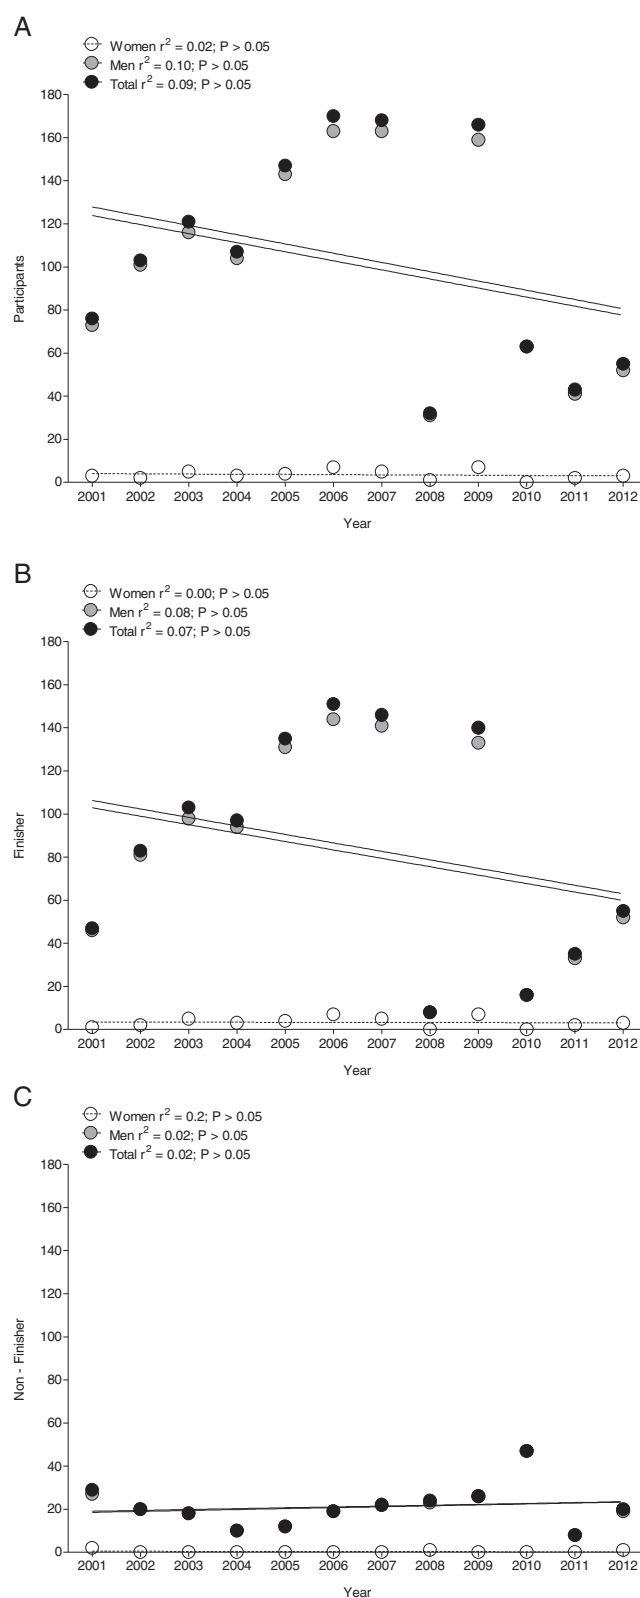 A
Women r² = 0.02; P > 0.05
Men r² = 0.10; P > 0.05
Total r² = 0.09; P > 0.05
180
160
140
120
100
80
60
40
20
0
Participants
2001 2002 2003 2004 2005 2006 2007 2008 2009 2010 2011 2012
Year
B
Women r² = 0.00; P > 0.05
Men r² = 0.08; P > 0.05
Total r² = 0.07; P > 0.05
180
160
140
120
100
80
60
40
20
0
Finisher
2001 2002 2003 2004 2005 2006 2007 2008 2009 2010 2011 2012
Year
C
Women r² = 0.2; P > 0.05
Men r² = 0.02; P > 0.05
Total r² = 0.02; P > 0.05
180
160
140
120
100
80
60
40
20
0
Non - Finisher
2001 2002 2003 2004 2005 2006 2007 2008 2009 2010 2011 2012
Year